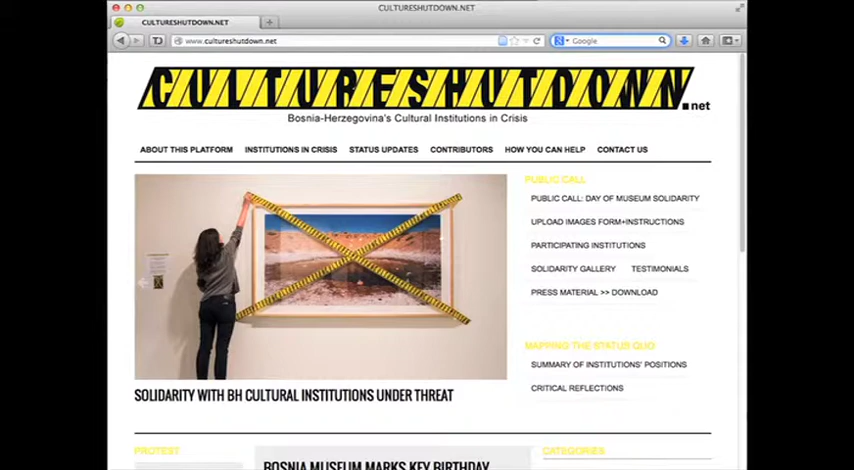 CULTURESHUTDOWN.NET
CULTURESHUTDOWN.NET
www.cultureshutdown.net
Google
CULTURESHUTDOWN.net
Bosnia-Herzegovina's Cultural Institutions in Crisis
ABOUT THIS PLATFORM INSTITUTIONS IN CRISIS STATUS UPDATES CONTRIBUTORS HOW YOU CAN HELP CONTACT US
PUBLIC CALL
PUBLIC CALL: DAY OF MUSEUM SOLIDARITY
UPLOAD IMAGES FORM+INSTRUCTIONS
PARTICIPATING INSTITUTIONS
SOLIDARITY GALLERY TESTIMONIALS
PRESS MATERIAL >> DOWNLOAD
MAPPING THE STATUS QUO
SUMMARY OF INSTITUTIONS' POSITIONS
CRITICAL REFLECTIONS
SOLIDARITY WITH BH CULTURAL INSTITUTIONS UNDER THREAT
PROTEST
BOSNIA MUSEUM MARKS KEY BIRTHDAY
CATEGORIES